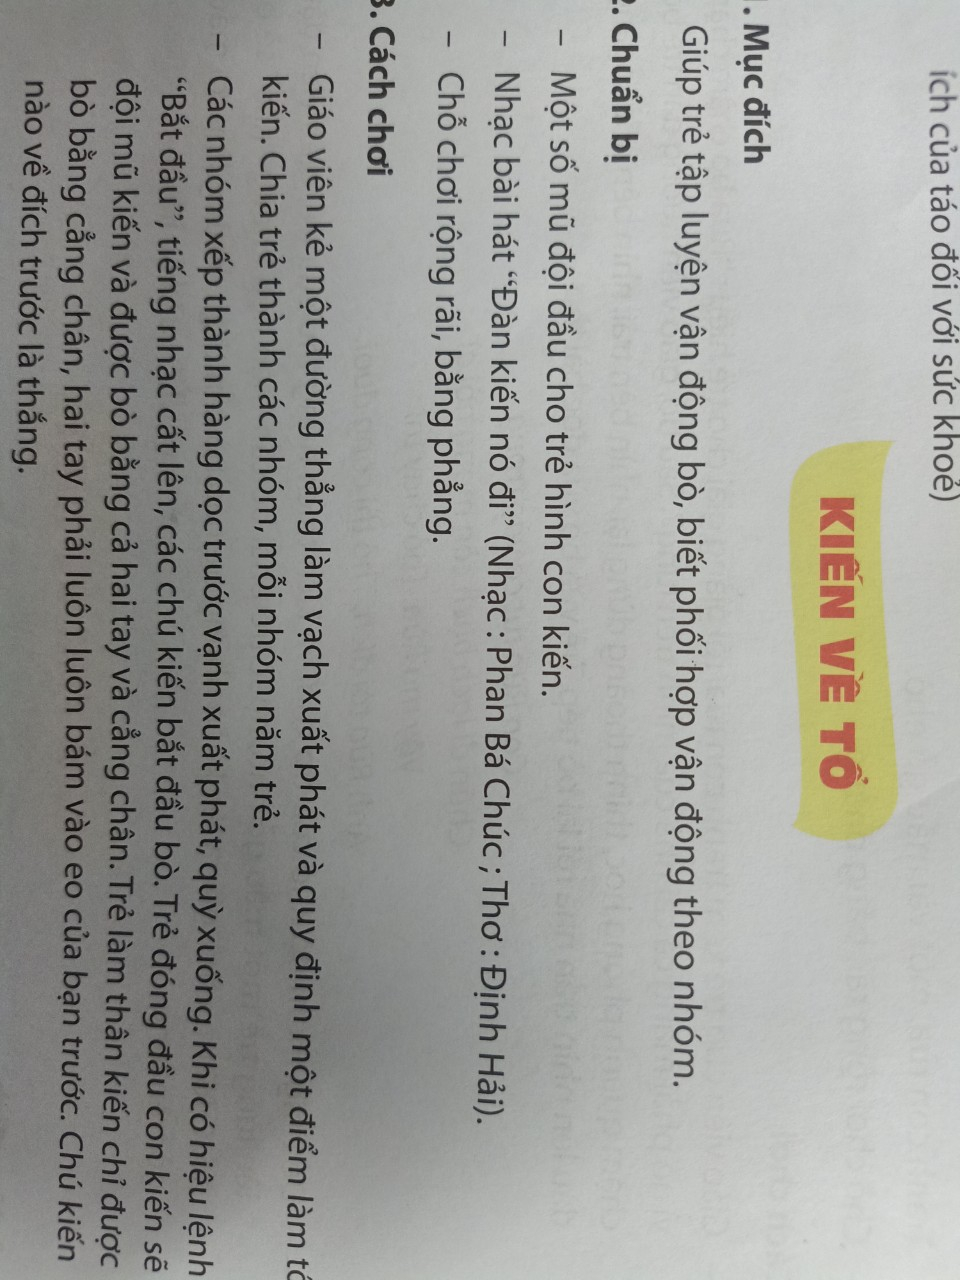 ích của táo đối với sức khoẻ)
KIẾN VỀ TỔ
1. Mục đích
Giúp trẻ tập luyện vận động bò, biết phối hợp vận động theo nhóm.
2. Chuẩn bị
– Một số mũ đội đầu cho trẻ hình con kiến.
– Nhạc bài hát “Đàn kiến nó đi” (Nhạc : Phan Bá Chúc ; Thơ : Định Hải).
– Chỗ chơi rộng rãi, bằng phẳng.
3. Cách chơi
– Giáo viên kẻ một đường thẳng làm vạch xuất phát và quy định một điểm làm
kiến. Chia trẻ thành các nhóm, mỗi nhóm năm trẻ.
– Các nhóm xếp thành hàng dọc trước vạnh xuất phát, quỳ xuống. Khi có hiệu lệnh
“Bắt đầu”, tiếng nhạc cất lên, các chú kiến bắt đầu bò. Trẻ đóng đầu con kiến sẽ
đội mũ kiến và được bò bằng cả hai tay và cẳng chân. Trẻ làm thân kiến chỉ được
bò bằng cẳng chân, hai tay phải luôn luôn bám vào eo của bạn trước. Chú kiến
nào về đích trước là thắng.